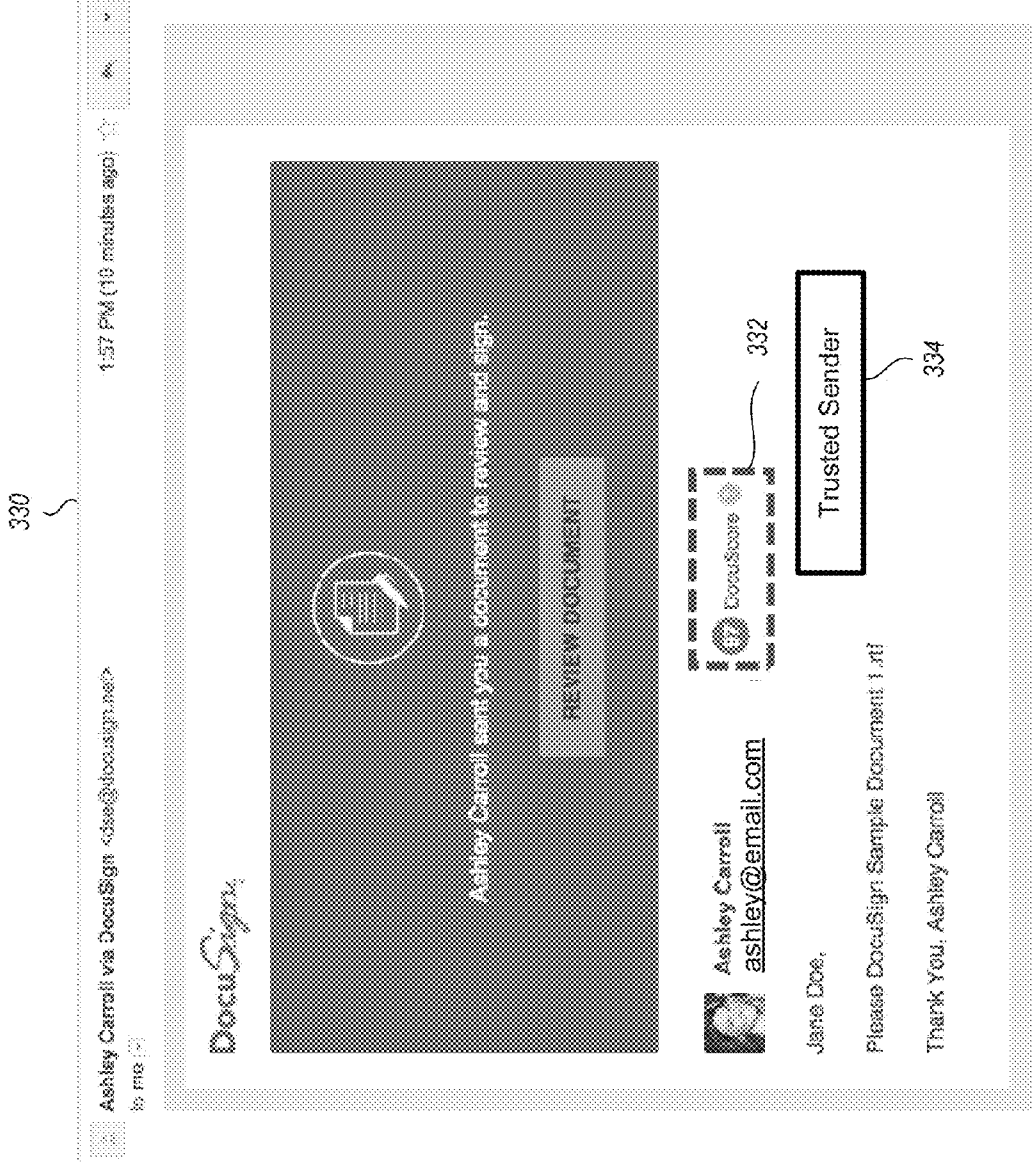 330
Ashley Carroll via DocuSign <dse@docusign.net>
1:57 PM (10 minutes ago)
to me
DocuSign
Ashley Carroll sent you a document to review and sign.
REVIEW DOCUMENT
Ashley Carroll
ashley@email.com
DocuScore
332
Jane Doe,
Trusted Sender
334
Please DocuSign Sample Document 1.rtf
Thank You, Ashley Carroll